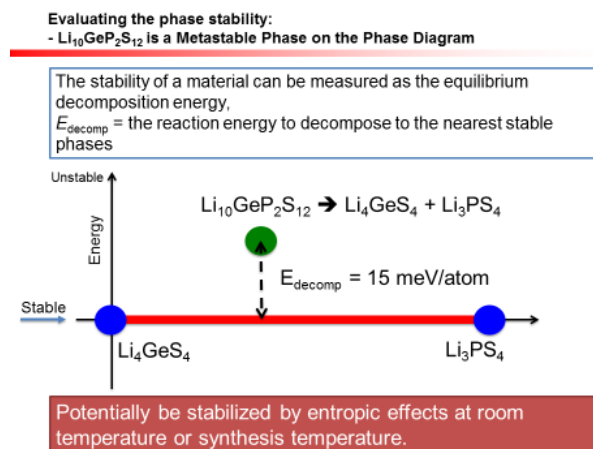 Evaluating the phase stability:
- Li₁₀GeP₂S₁₂ is a Metastable Phase on the Phase Diagram
The stability of a material can be measured as the equilibrium
decomposition energy,
E_decomp = the reaction energy to decompose to the nearest stable
phases
Unstable
Energy
Li₁₀GeP₂S₁₂ ➔ Li₄GeS₄ + Li₃PS₄
E_decomp = 15 meV/atom
Stable
Li₄GeS₄
Li₃PS₄
Potentially be stabilized by entropic effects at room
temperature or synthesis temperature.